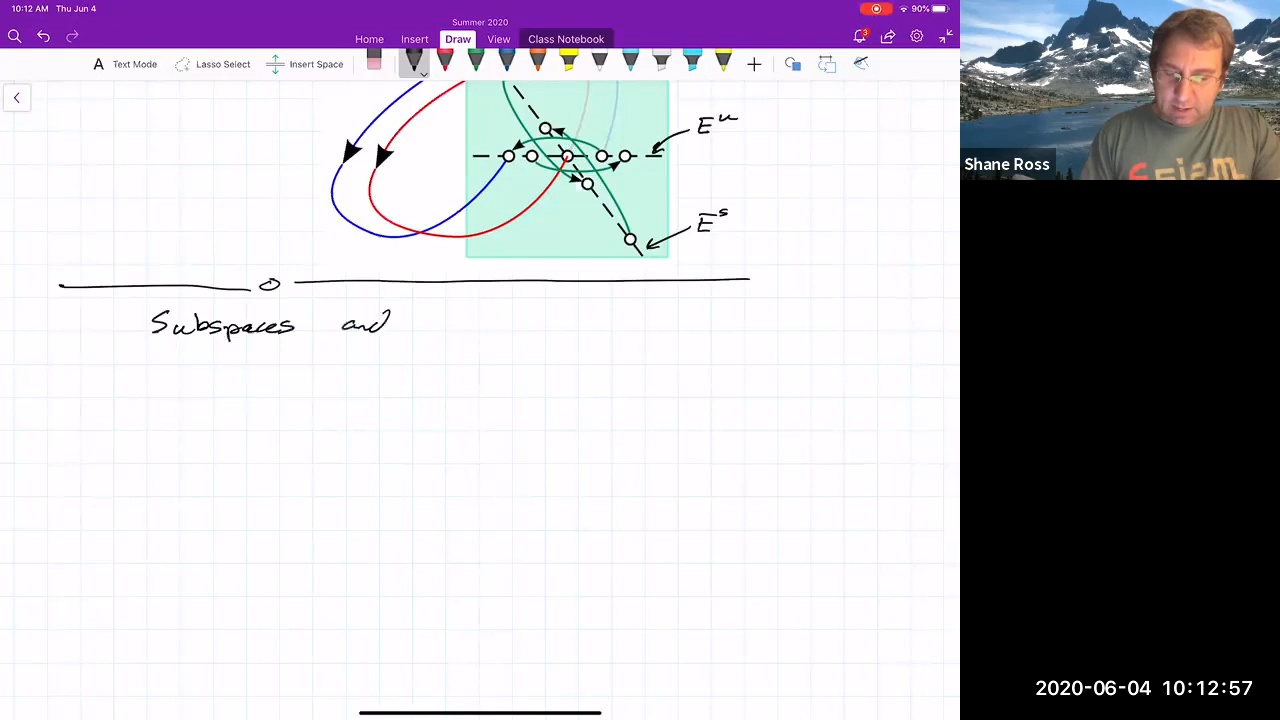 10:12 AM Thu Jun 4
90%
Summer 2020
Home Insert Draw View Class Notebook
3
A Text Mode Lasso Select Insert Space
E^u
E^s
Subspaces and
Shane Ross
2020-06-04 10:12:57